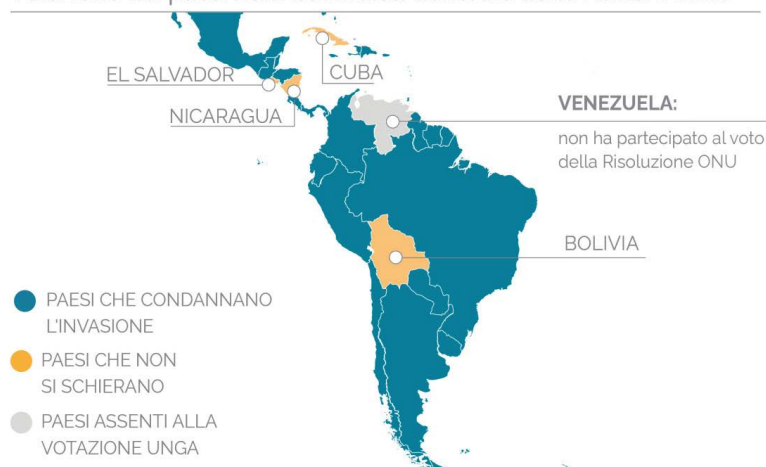 EL SALVADOR
CUBA
NICARAGUA
VENEZUELA:
non ha partecipato al voto
della Risoluzione ONU
BOLIVIA
PAESI CHE CONDANNANO
L'INVASIONE
PAESI CHE NON
SI SCHIERANO
PAESI ASSENTI ALLA
VOTAZIONE UNGA